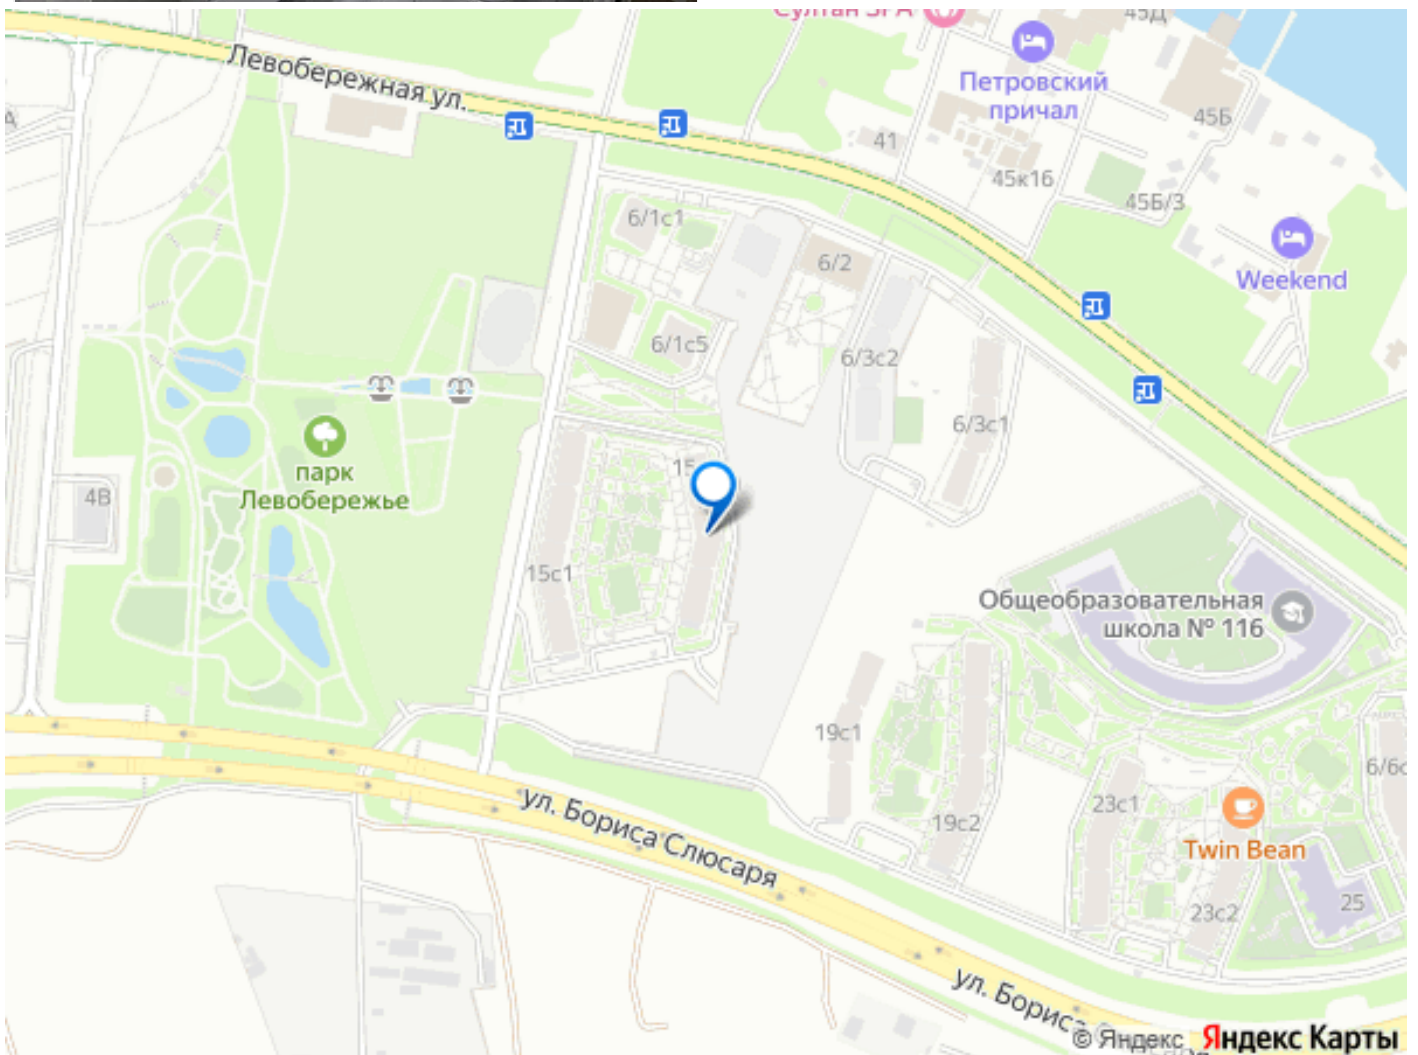 Левобережная ул.
45Д
Петровский
причал
45Б
41
45к16
45Б/3
6/1с1
6/2
Weekend
6/1с5
6/3с2
6/3с1
парк
Левобережье
4В
15с1
Общеобразовательная
школа № 116
19с1
23с1
19с2
Twin Bean
ул. Бориса Слюсаря
25
23с2
© Яндекс Яндекс Карты